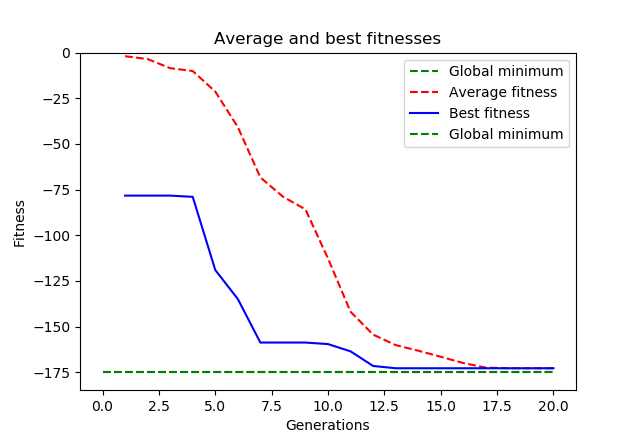 Average and best fitnesses
0
−25
−50
−75
−100
−125
−150
−175
Fitness
Global minimum
Average fitness
Best fitness
Global minimum
0.0 2.5 5.0 7.5 10.0 12.5 15.0 17.5 20.0
Generations